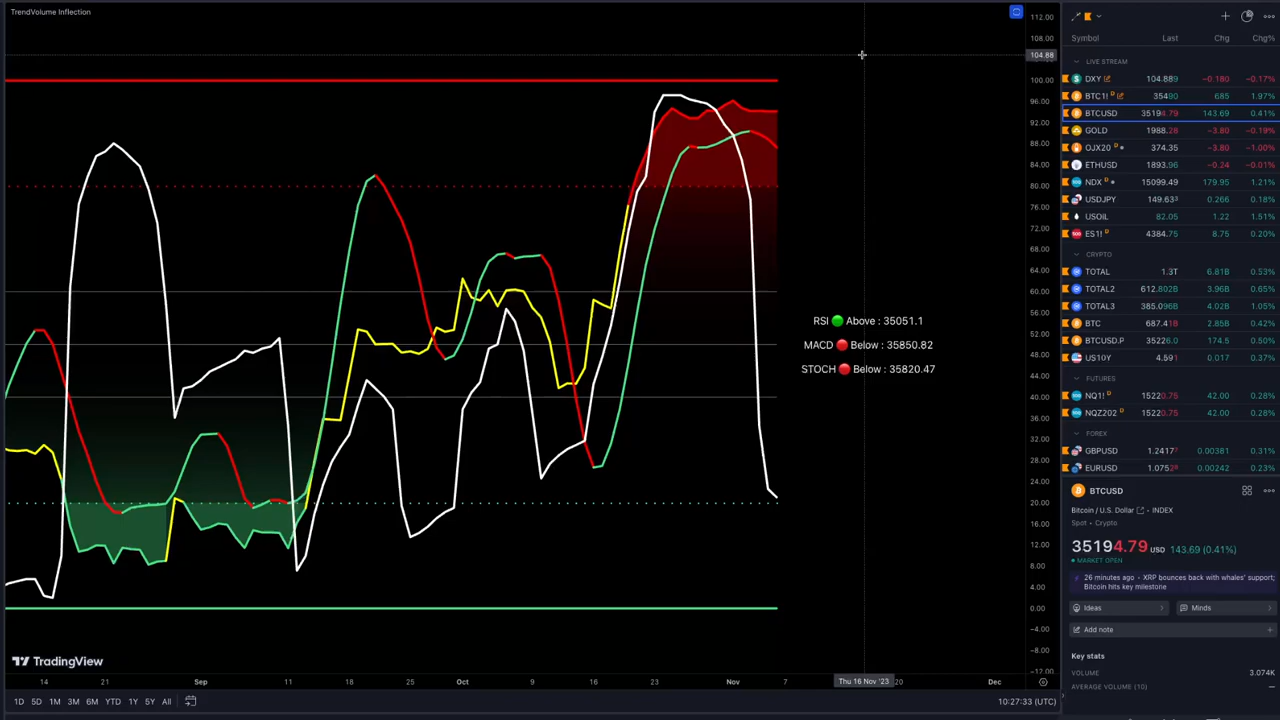 TrendVolume Inflection
112.00
108.00
104.88
100.00
96.00
92.00
88.00
84.00
80.00
76.00
72.00
68.00
64.00
60.00
56.00
52.00
48.00
44.00
40.00
36.00
32.00
28.00
24.00
20.00
16.00
12.00
8.00
4.00
0.00
−4.00
−8.00
−12.00
RSI 🟢 Above : 35051.1
MACD 🔴 Below : 35850.82
STOCH 🔴 Below : 35820.47
TradingView
14 21 Sep 11 18 25 Oct 9 16 23 Nov 7 Thu 16 Nov '23 20 Dec
1D 5D 1M 3M 6M YTD 1Y 5Y All 10:27:33 (UTC)
Symbol Last Chg Chg%
LIVE STREAM
DXY 104.889 −0.180 −0.17%
BTC1! D 35490 685 1.97%
BTCUSD 35194.79 143.69 0.41%
GOLD 1988.28 −3.80 −0.19%
OJX20 D 374.35 −3.80 −1.00%
ETHUSD 1893.96 −0.24 −0.01%
NDX D 15099.49 179.95 1.21%
USDJPY 149.633 0.266 0.18%
USOIL 82.05 1.22 1.51%
ES1! D 4384.75 8.75 0.20%
CRYPTO
TOTAL 1.3T 6.81B 0.53%
TOTAL2 612.802B 3.96B 0.65%
TOTAL3 385.096B 4.02B 1.05%
BTC 687.41B 2.85B 0.42%
BTCUSD.P 35226.0 174.5 0.50%
US10Y 4.591 0.017 0.37%
FUTURES
NQ1! D 15220.75 42.00 0.28%
NQZ202 D 15220.75 42.00 0.28%
FOREX
GBPUSD 1.24177 0.00381 0.31%
EURUSD 1.07528 0.00242 0.23%
BTCUSD
Bitcoin / U.S. Dollar • INDEX
Spot • Crypto
35194.79 USD 143.69 (0.41%)
MARKET OPEN
26 minutes ago • XRP bounces back with whales' support;
Bitcoin hits key milestone
Ideas Minds
Add note
Key stats
VOLUME 3.074K
AVERAGE VOLUME (10) —